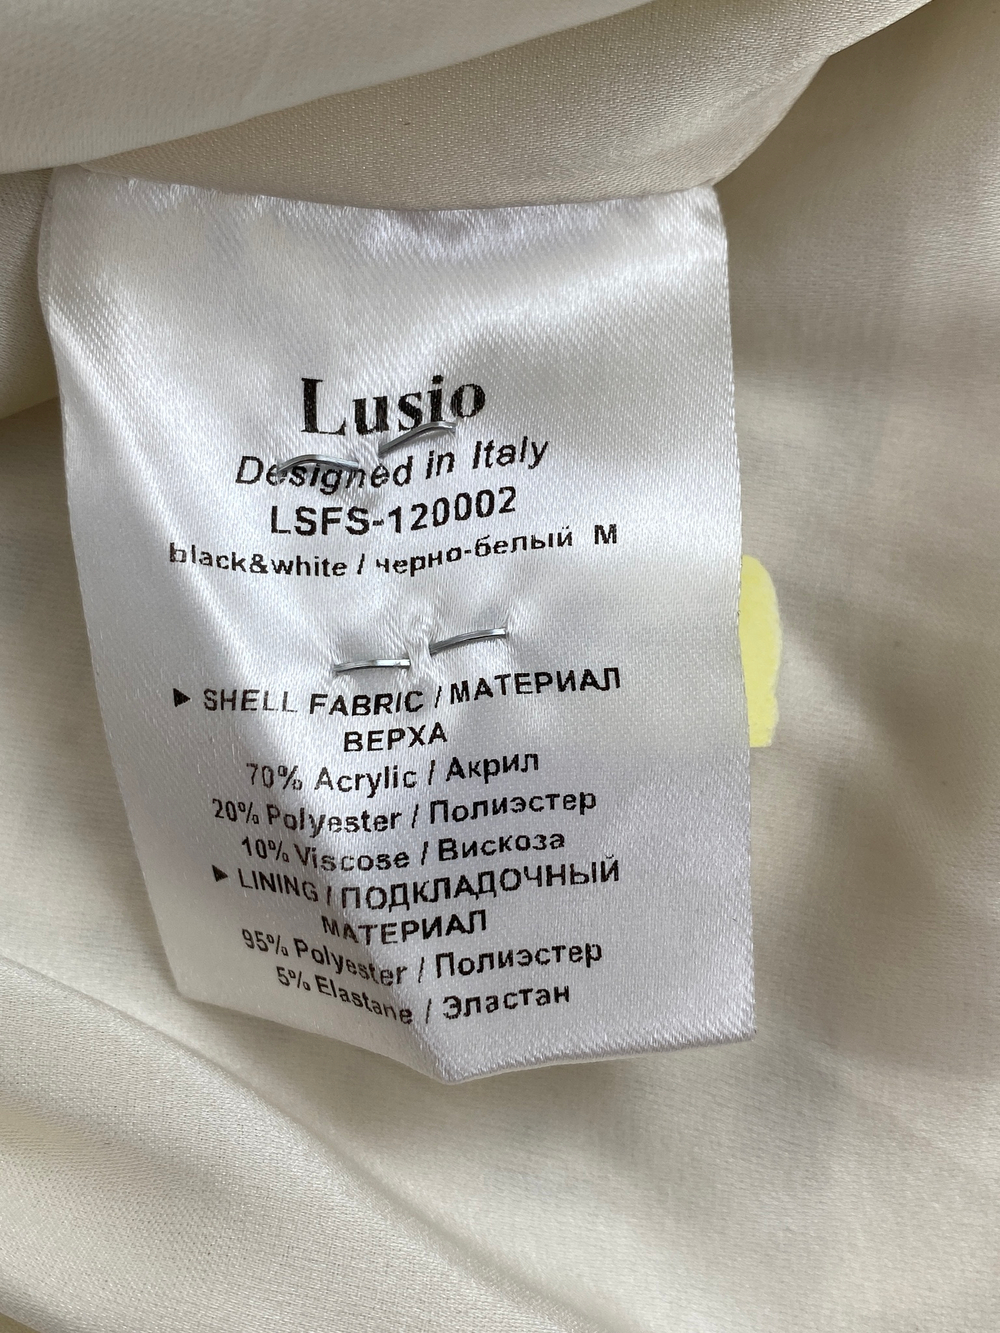 Lusio
Designed in Italy
LSFS-120002
black&white / черно-белый M
▶ SHELL FABRIC / МАТЕРИАЛ
ВЕРХА
70% Acrylic / Акрил
20% Polyester / Полиэстер
10% Viscose / Вискоза
▶ LINING / ПОДКЛАДОЧНЫЙ
МАТЕРИАЛ
95% Polyester / Полиэстер
5% Elastane / Эластан